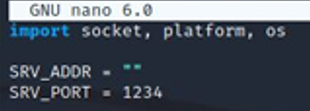 GNU nano 6.0
import socket, platform, os
SRV_ADDR = ""
SRV_PORT = 1234